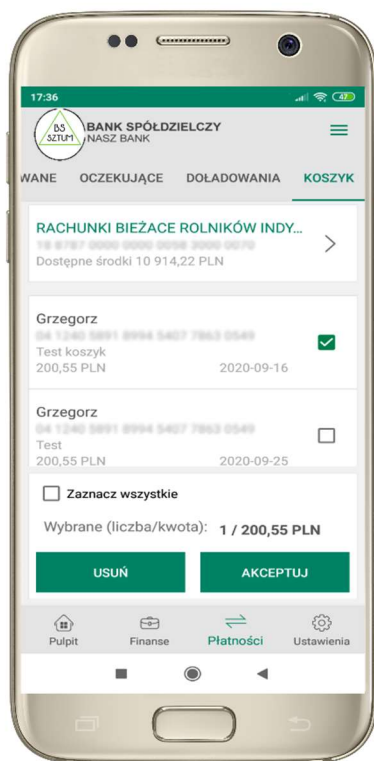 17:36
47
BS
SZTUM
BANK SPÓŁDZIELCZY
NASZ BANK
WANE OCZEKUJĄCE DOŁADOWANIA KOSZYK
RACHUNKI BIEŻACE ROLNIKÓW INDY...
Dostępne środki 10 914,22 PLN
Grzegorz
Test koszyk
200,55 PLN 2020-09-16
Grzegorz
Test
200,55 PLN 2020-09-25
Zaznacz wszystkie
Wybrane (liczba/kwota): 1 / 200,55 PLN
USUŃ AKCEPTUJ
Pulpit Finanse Płatności Ustawienia